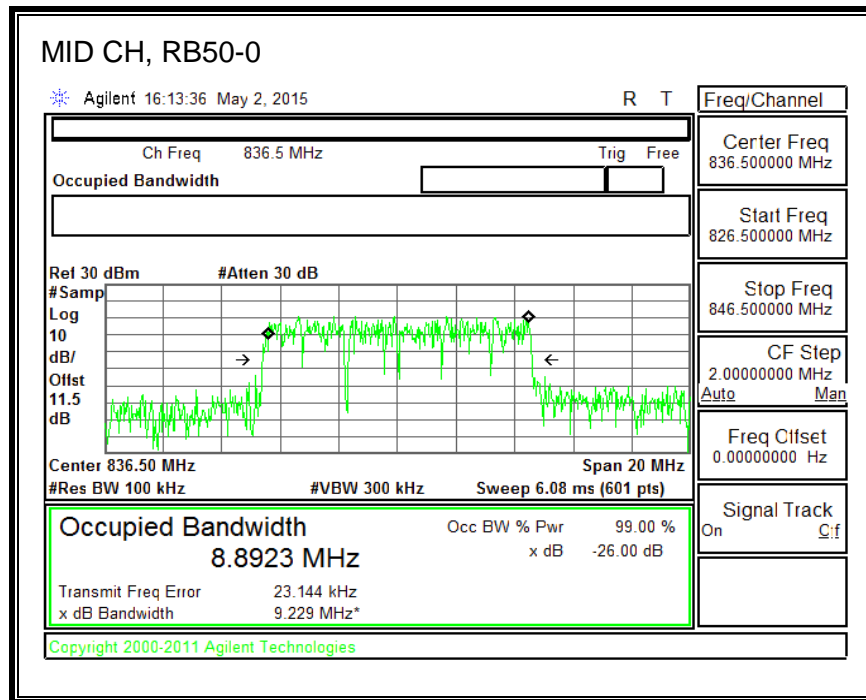 MID CH, RB50-0
Agilent 16:13:36 May 2, 2015 R T
Freq/Channel
Ch Freq 836.5 MHz Trig Free
Occupied Bandwidth
Center Freq
836.500000 MHz
Start Freq
826.500000 MHz
Stop Freq
846.500000 MHz
CF Step
2.00000000 MHz
Auto Man
Freq Offset
0.00000000 Hz
Signal Track
On Off
Ref 30 dBm #Atten 30 dB
#Samp
Log
10
dB/
Offst
11.5
dB
Center 836.50 MHz Span 20 MHz
#Res BW 100 kHz #VBW 300 kHz Sweep 6.08 ms (601 pts)
Occupied Bandwidth Occ BW % Pwr 99.00 %
8.8923 MHz x dB -26.00 dB
Transmit Freq Error 23.144 kHz
x dB Bandwidth 9.229 MHz*
Copyright 2000-2011 Agilent Technologies